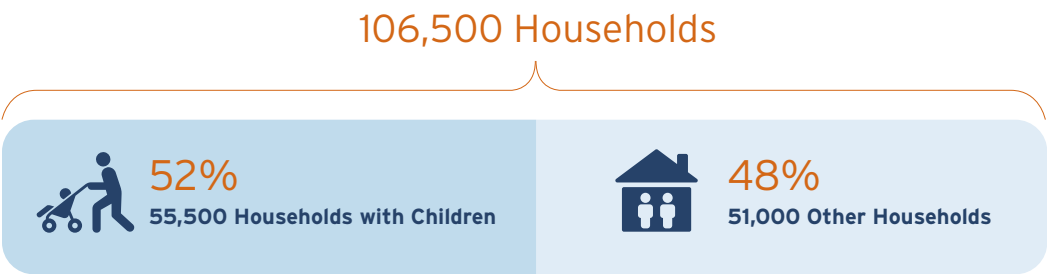 106,500 Households
52%
55,500 Households with Children
48%
51,000 Other Households